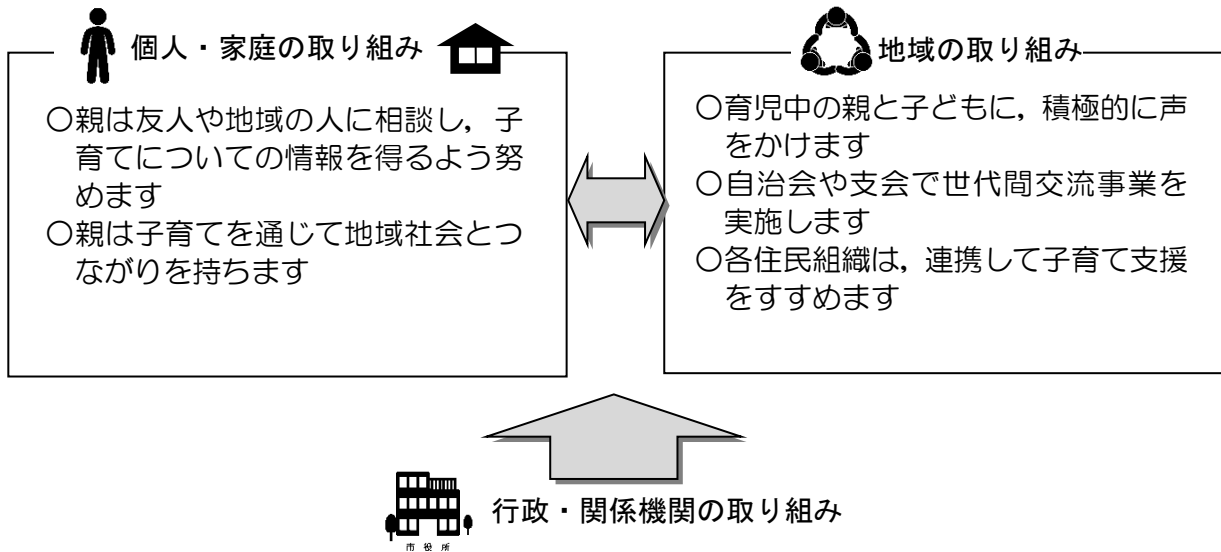 個人・家庭の取り組み
○親は友人や地域の人に相談し，子
育てについての情報を得るよう努
めます
○親は子育てを通じて地域社会とつ
ながりを持ちます
地域の取り組み
○育児中の親と子どもに，積極的に声
をかけます
○自治会や支会で世代間交流事業を
実施します
○各住民組織は，連携して子育て支援
をすすめます
行政・関係機関の取り組み
市役所